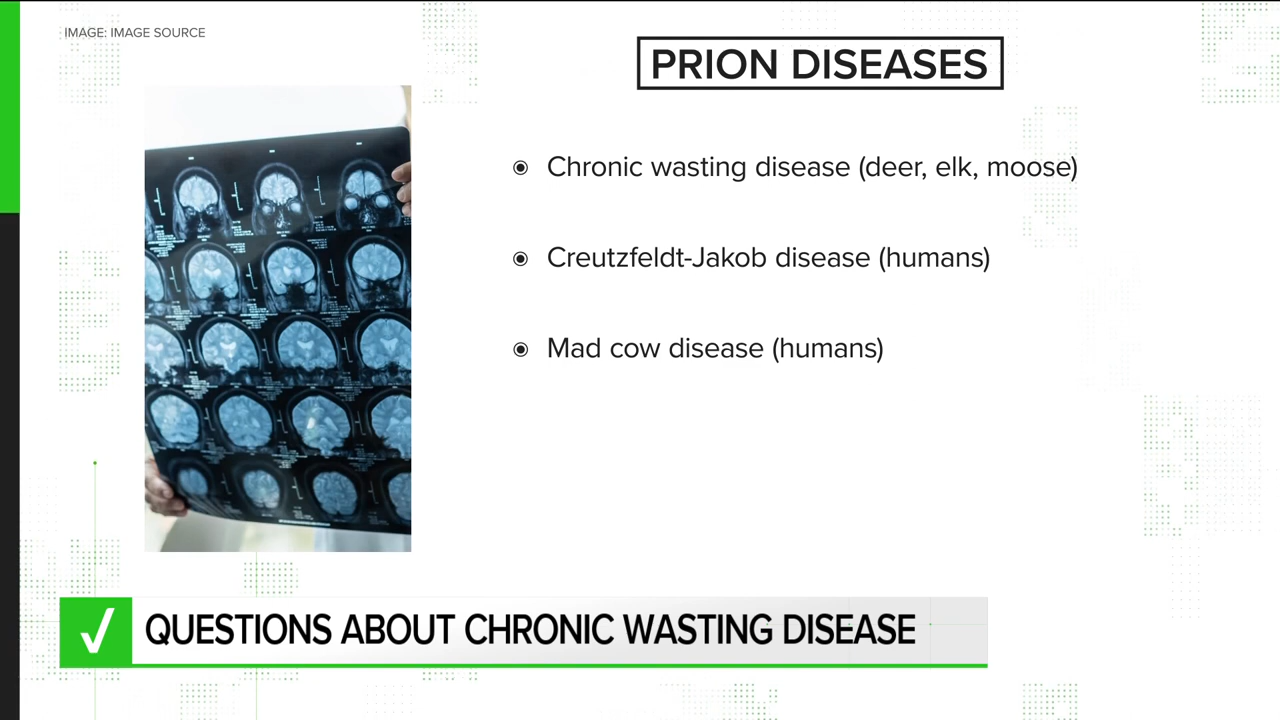 IMAGE: IMAGE SOURCE
PRION DISEASES
Chronic wasting disease (deer, elk, moose)
Creutzfeldt-Jakob disease (humans)
Mad cow disease (humans)
QUESTIONS ABOUT CHRONIC WASTING DISEASE